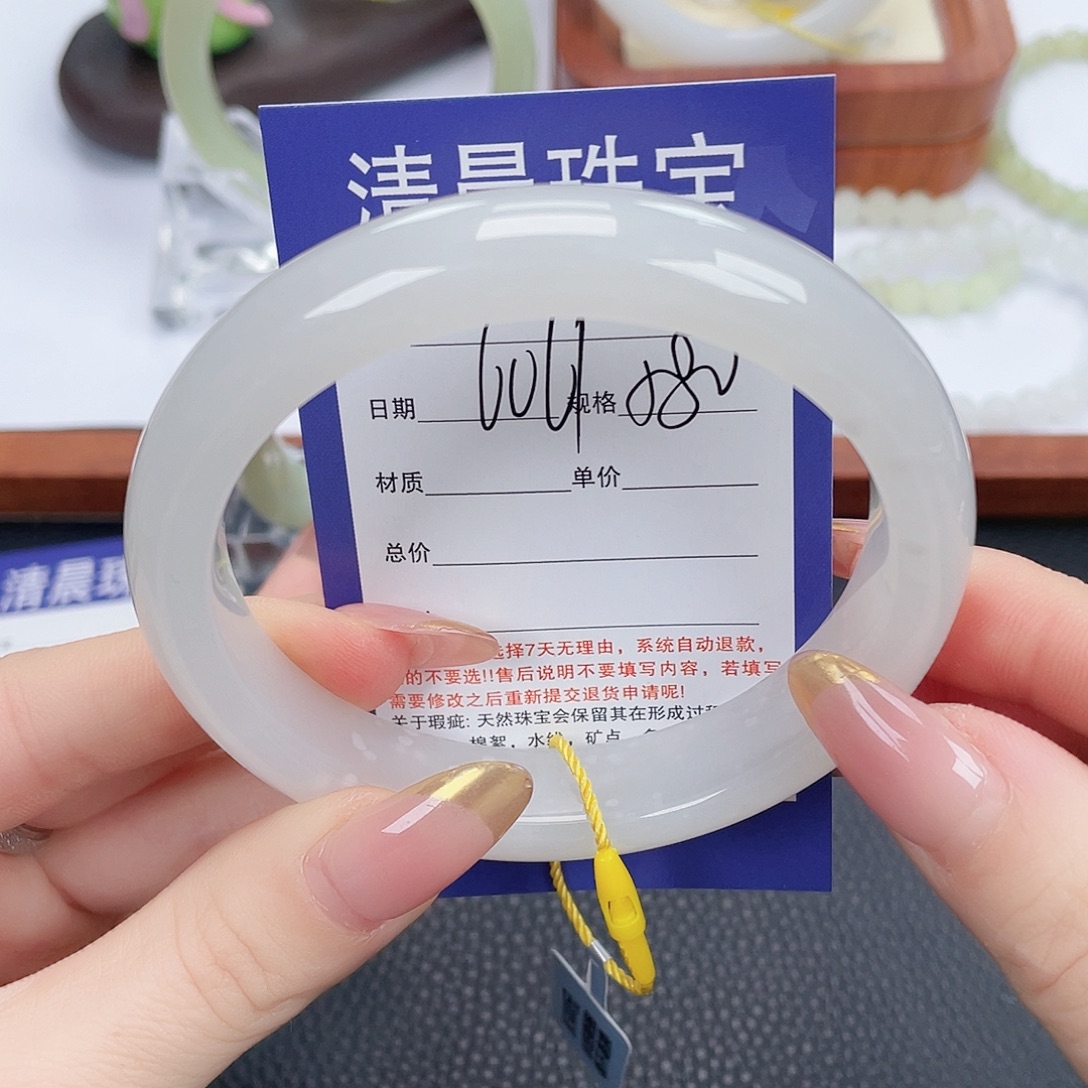 清晨珠宝
日期 规格
材质 单价
总价
选择7天无理由，系统自动退款，
的不要选!!售后说明不要填写内容，若填写
需要修改之后重新提交退货申请呢!
关于瑕疵: 天然珠宝会保留其在形成过程
棉絮，水线，矿点
清晨珠